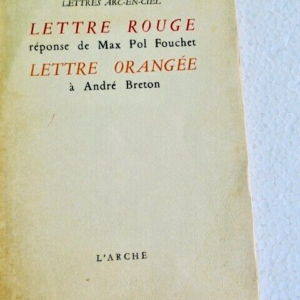 LETTRES ARC-EN-CIEL
LETTRE ROUGE
réponse de Max Pol Fouchet
LETTRE ORANGÉE
à André Breton
L'ARCHE